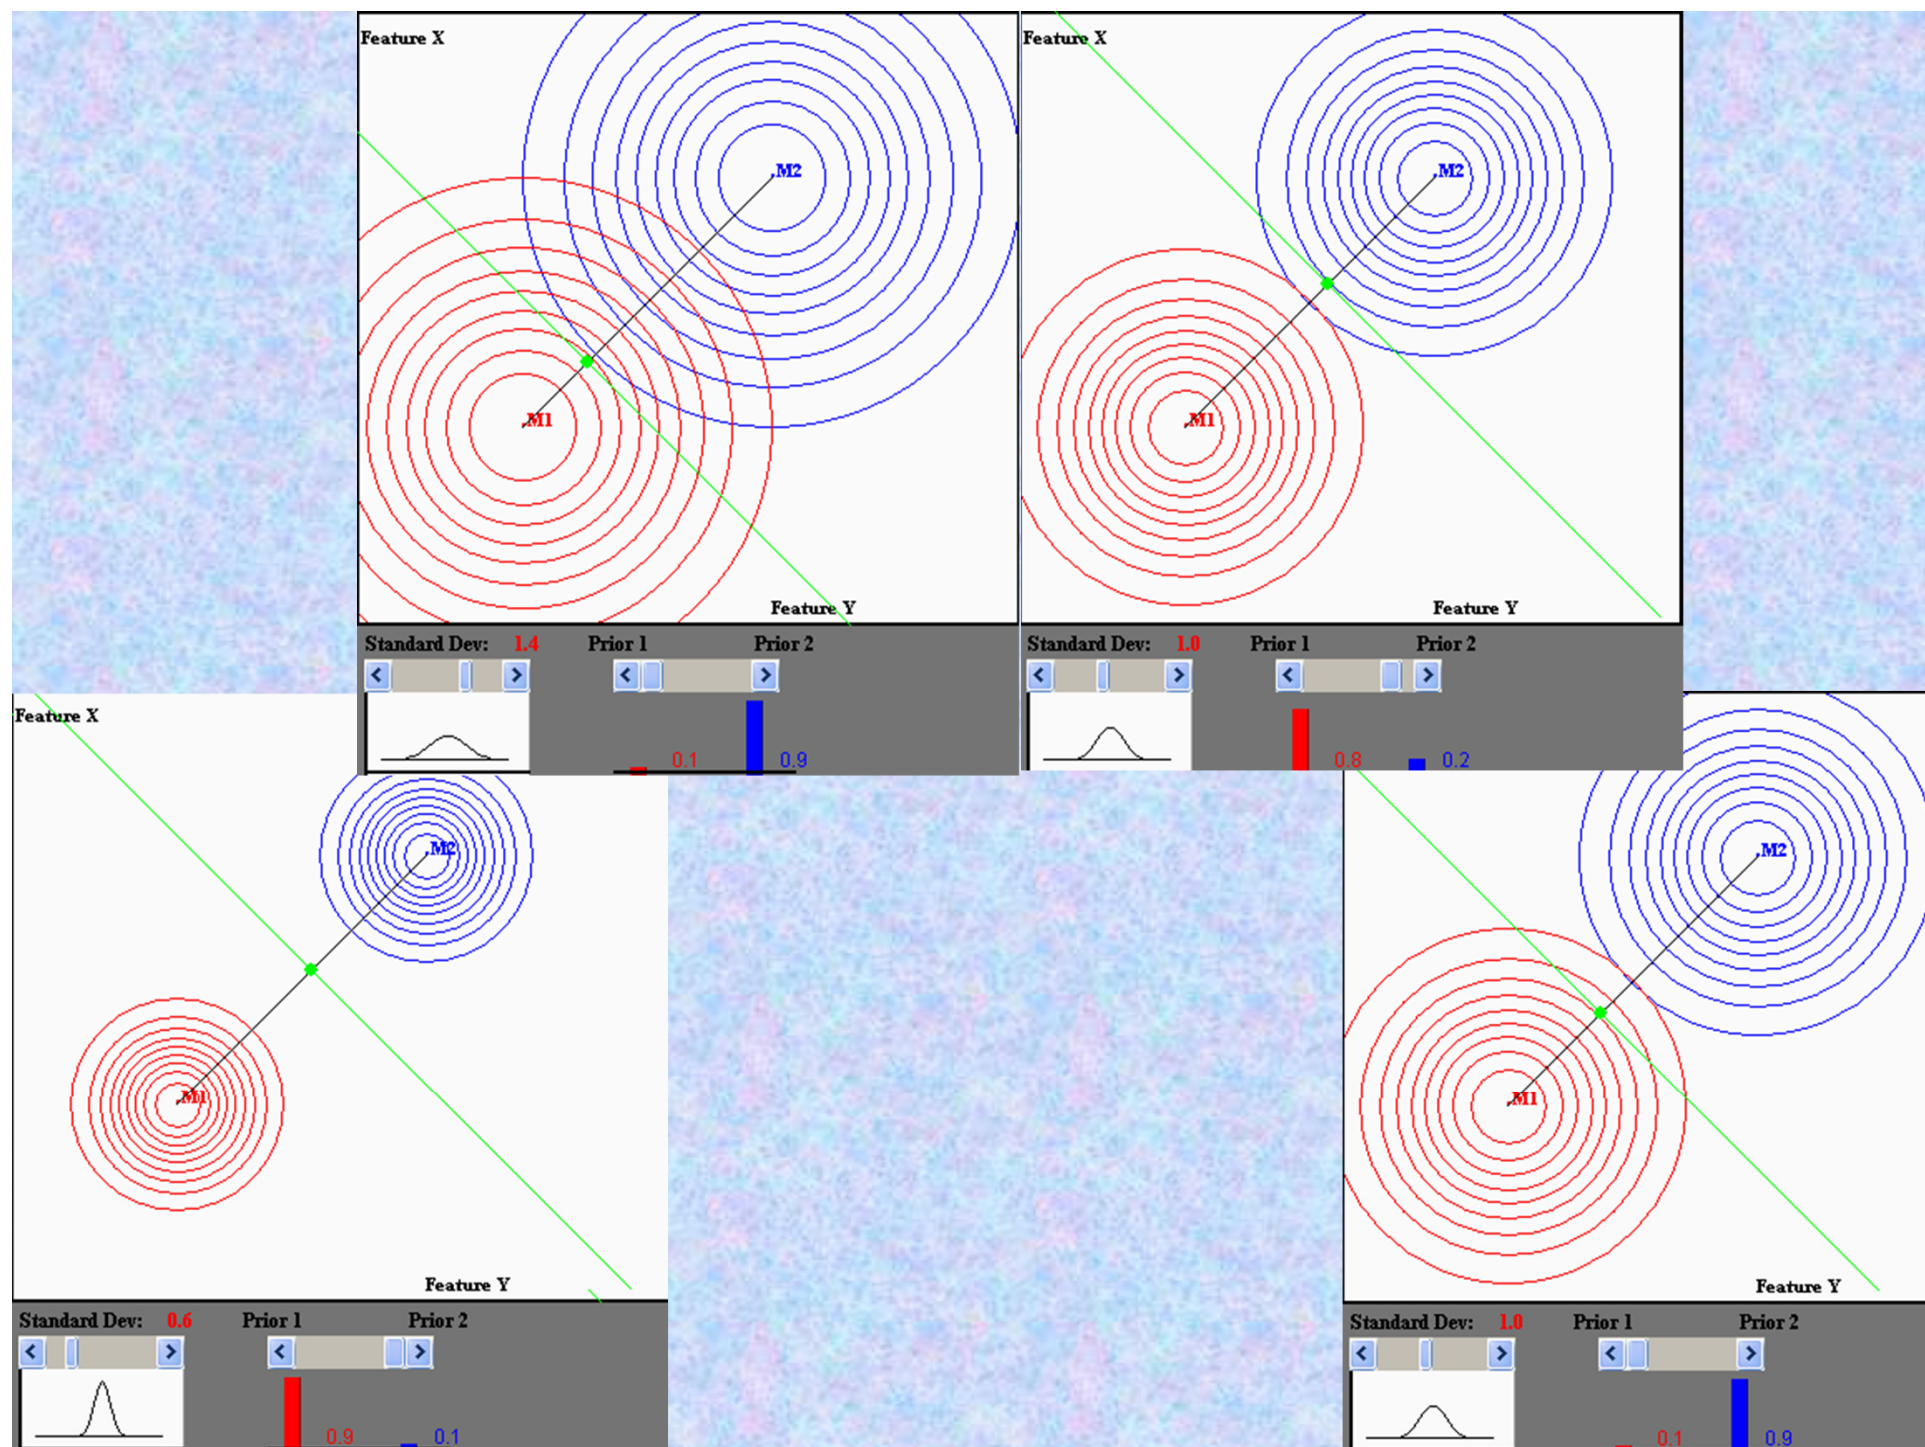 Feature X
M2
M1
Feature Y
Standard Dev: 1.4 Prior 1 Prior 2
0.1 0.9
Feature X
M2
M1
Feature Y
Standard Dev: 1.0 Prior 1 Prior 2
0.8 0.2
Feature X
M2
M1
Feature Y
Standard Dev: 0.6 Prior 1 Prior 2
0.9 0.1
M2
M1
Feature Y
Standard Dev: 1.0 Prior 1 Prior 2
0.1 0.9